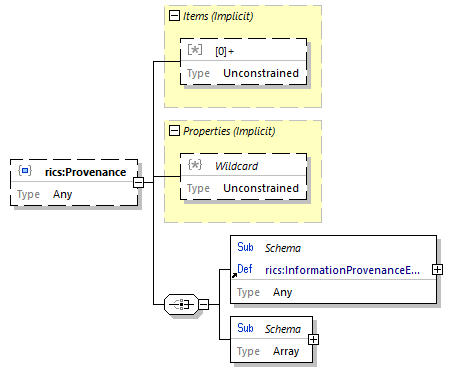 Items (Implicit)
[0]+
Type Unconstrained
Properties (Implicit)
Wildcard
Type Unconstrained
rics:Provenance
Type Any
Sub Schema
Def rics:InformationProvenanceE...
Type Any
Sub Schema
Type Array